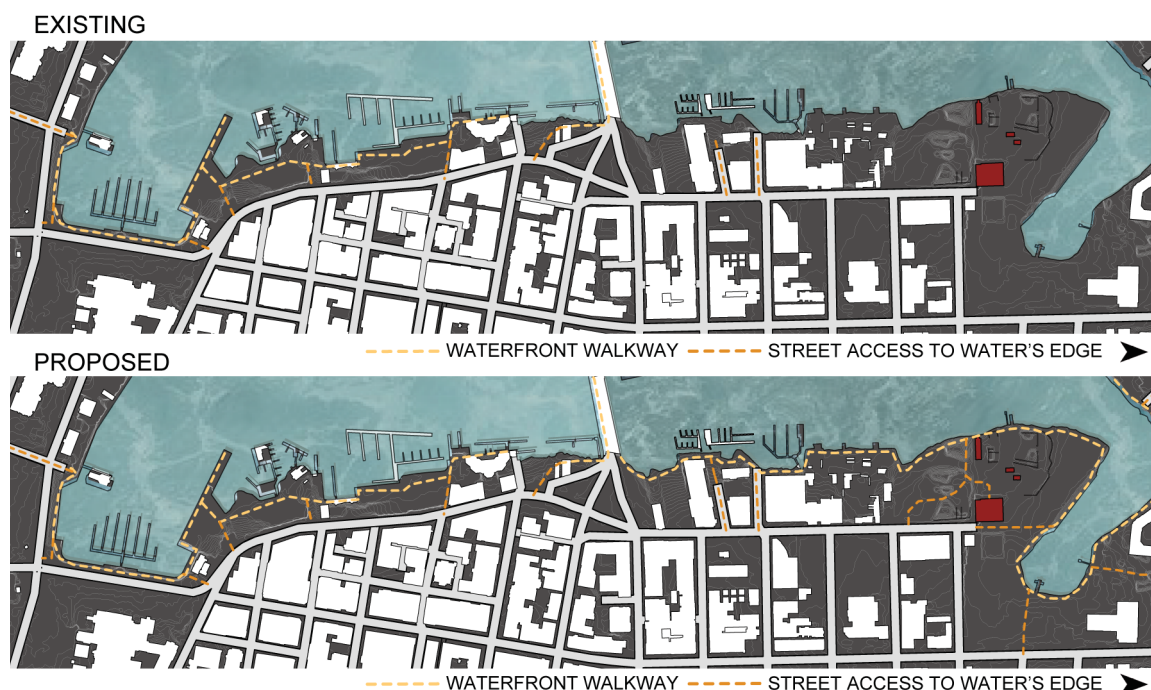 EXISTING
WATERFRONT WALKWAY STREET ACCESS TO WATER'S EDGE
PROPOSED
WATERFRONT WALKWAY STREET ACCESS TO WATER'S EDGE